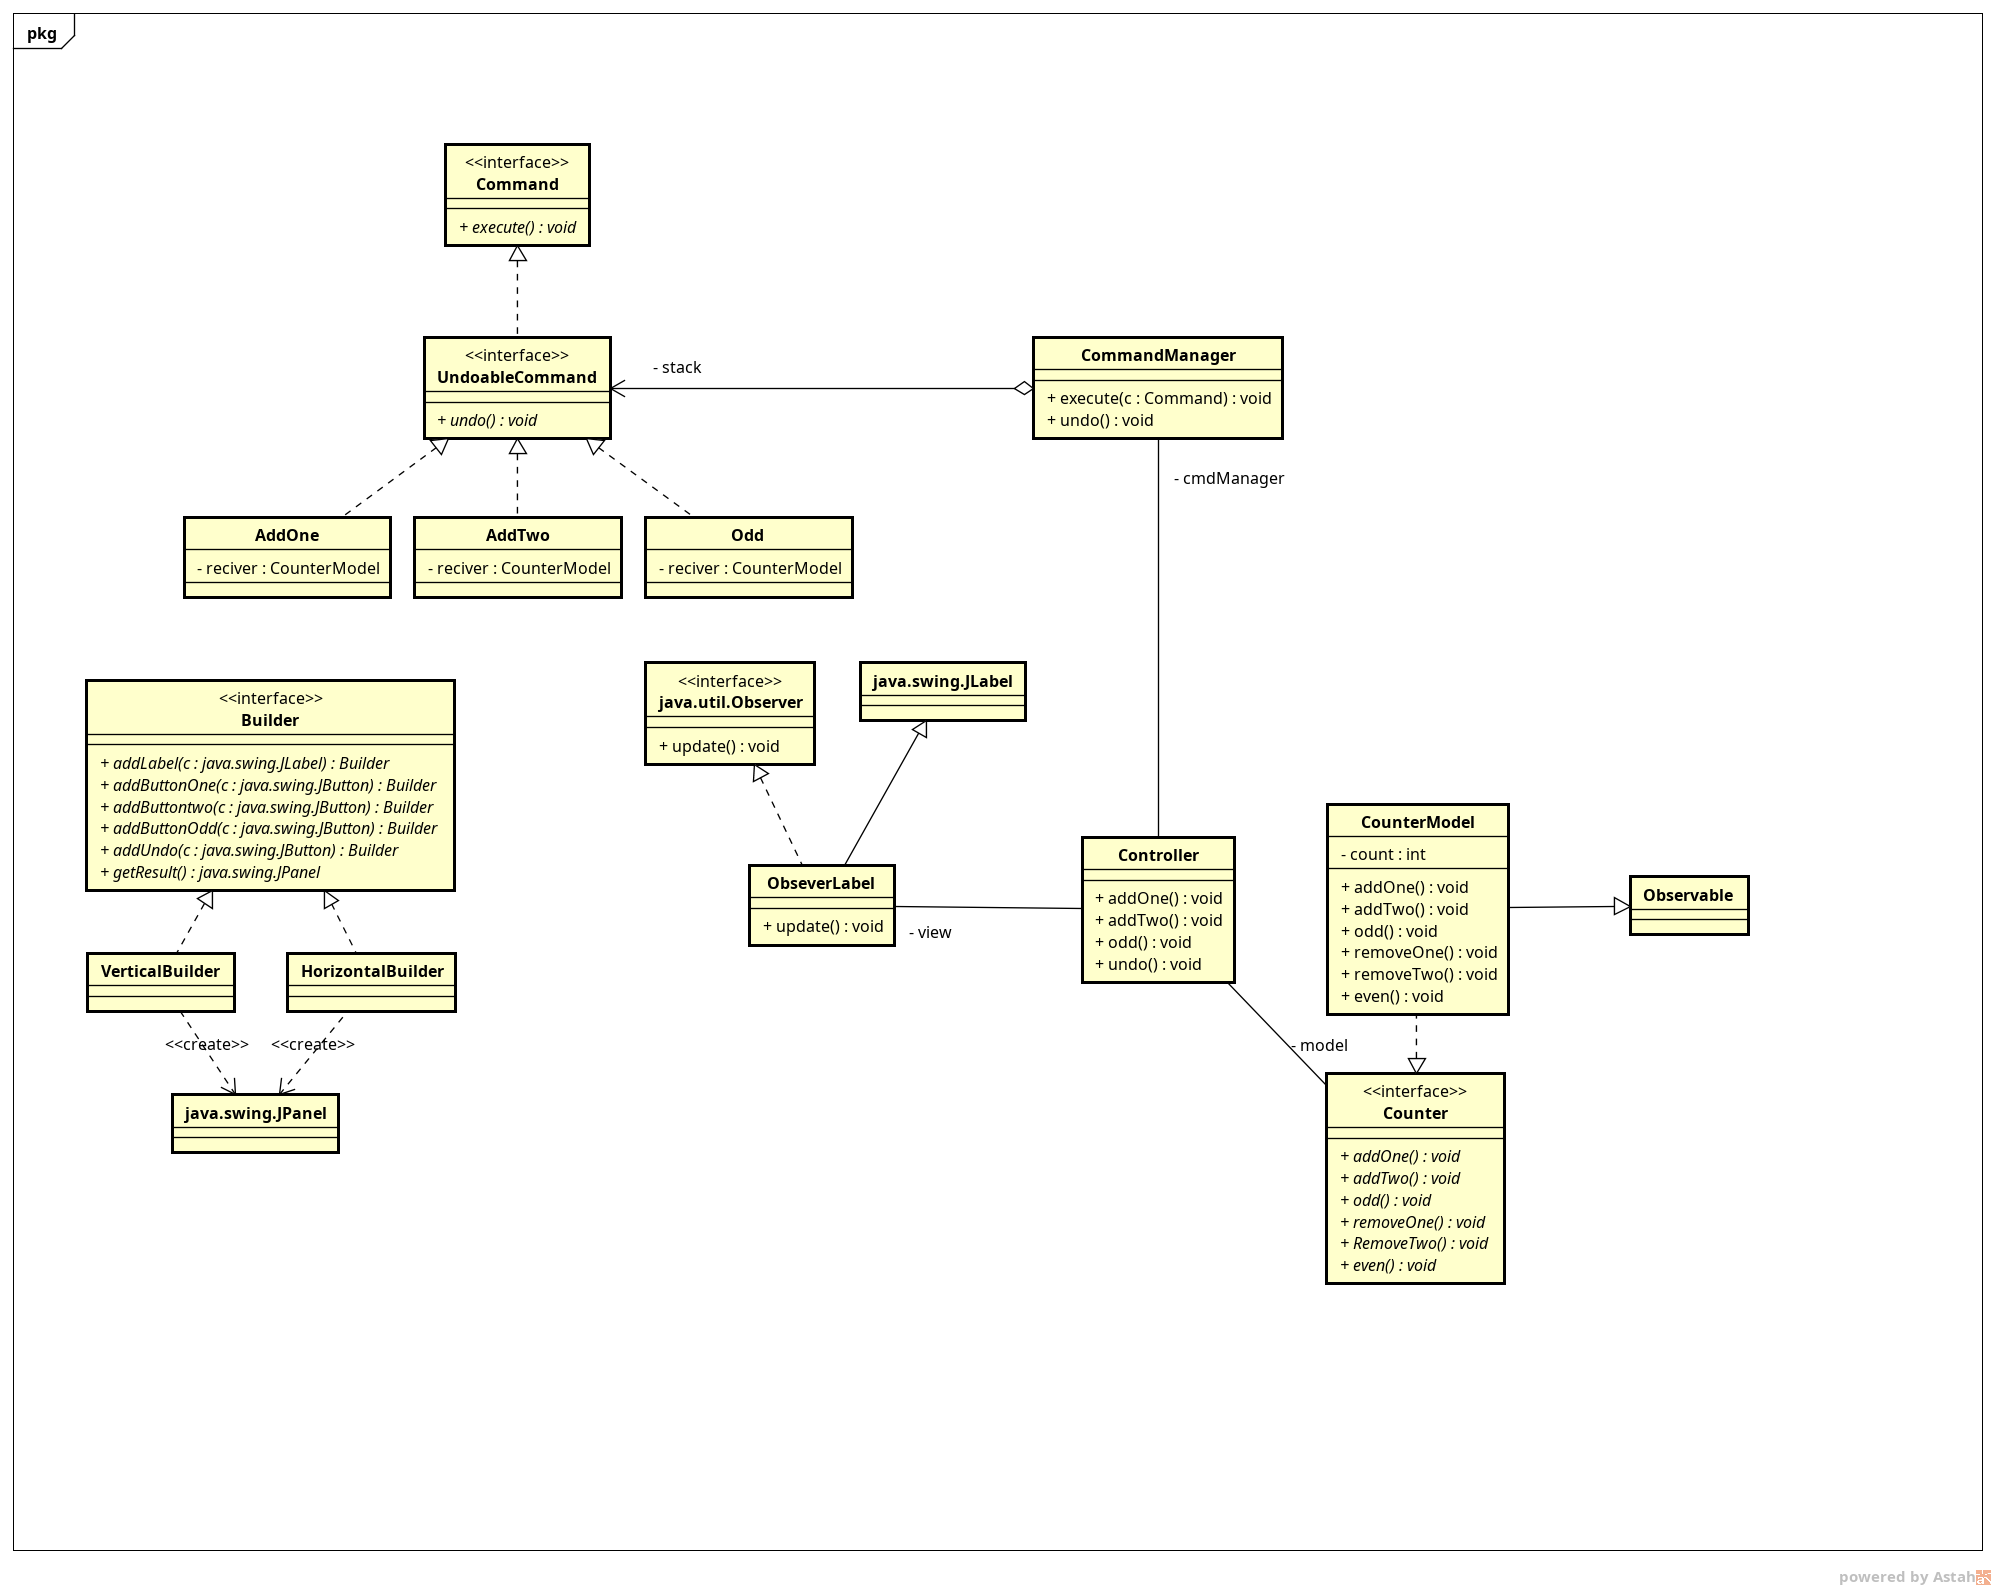 pkg
<<interface>>
Command
+ execute() : void
<<interface>>
UndoableCommand
+ undo() : void
- stack
CommandManager
+ execute(c : Command) : void
+ undo() : void
- cmdManager
AddOne
- reciver : CounterModel
AddTwo
- reciver : CounterModel
Odd
- reciver : CounterModel
<<interface>>
Builder
+ addLabel(c : java.swing.JLabel) : Builder
+ addButtonOne(c : java.swing.JButton) : Builder
+ addButtontwo(c : java.swing.JButton) : Builder
+ addButtonOdd(c : java.swing.JButton) : Builder
+ addUndo(c : java.swing.JButton) : Builder
+ getResult() : java.swing.JPanel
<<interface>>
java.util.Observer
+ update() : void
java.swing.JLabel
ObseverLabel
+ update() : void
- view
Controller
+ addOne() : void
+ addTwo() : void
+ odd() : void
+ undo() : void
CounterModel
- count : int
+ addOne() : void
+ addTwo() : void
+ odd() : void
+ removeOne() : void
+ removeTwo() : void
+ even() : void
Observable
VerticalBuilder
HorizontalBuilder
<<create>>
<<create>>
java.swing.JPanel
- model
<<interface>>
Counter
+ addOne() : void
+ addTwo() : void
+ odd() : void
+ removeOne() : void
+ RemoveTwo() : void
+ even() : void
powered by Astah